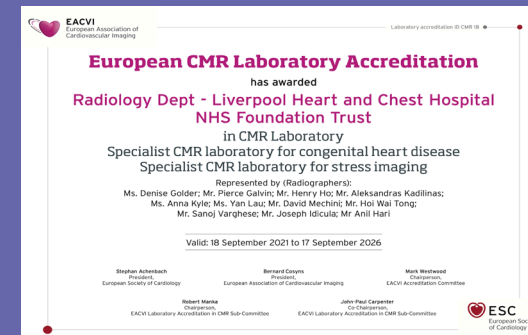 EACVI
European Association of
Cardiovascular Imaging
Laboratory accreditation ID CMR 18
European CMR Laboratory Accreditation
has awarded
Radiology Dept - Liverpool Heart and Chest Hospital
NHS Foundation Trust
in CMR Laboratory
Specialist CMR laboratory for congenital heart disease
Specialist CMR laboratory for stress imaging
Represented by (Radiographers):
Ms. Denise Golder; Mr. Pierce Galvin; Mr. Henry Ho; Mr. Aleksandras Kadilinas;
Ms. Anna Kyle; Ms. Yan Lau; Mr. David Mechini; Mr. Hoi Wai Tong;
Mr. Sanoj Varghese; Mr. Joseph Idicula; Mr Anil Hari
Valid: 18 September 2021 to 17 September 2026
Stephan Achenbach
President,
European Society of Cardiology
Bernard Cosyns
President,
European Association of Cardiovascular Imaging
Mark Westwood
Chairperson,
EACVI Accreditation Committee
Robert Manka
Chairperson,
EACVI Laboratory Accreditation in CMR Sub-Committee
John-Paul Carpenter
Co-Chairperson,
EACVI Laboratory Accreditation in CMR Sub-Committee
ESC
European Soc
of Cardiology